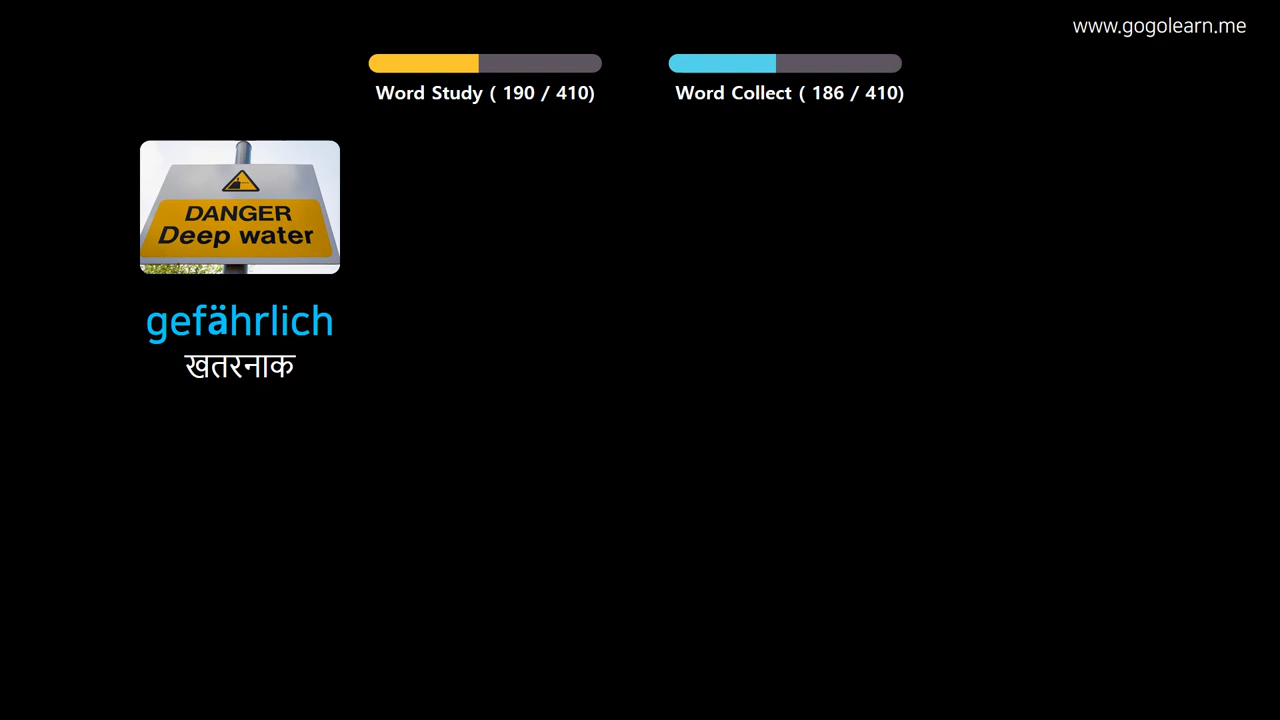 www.gogolearn.me
Word Study ( 190 / 410)
Word Collect ( 186 / 410)
DANGER
Deep water
gefährlich
खतरनाक